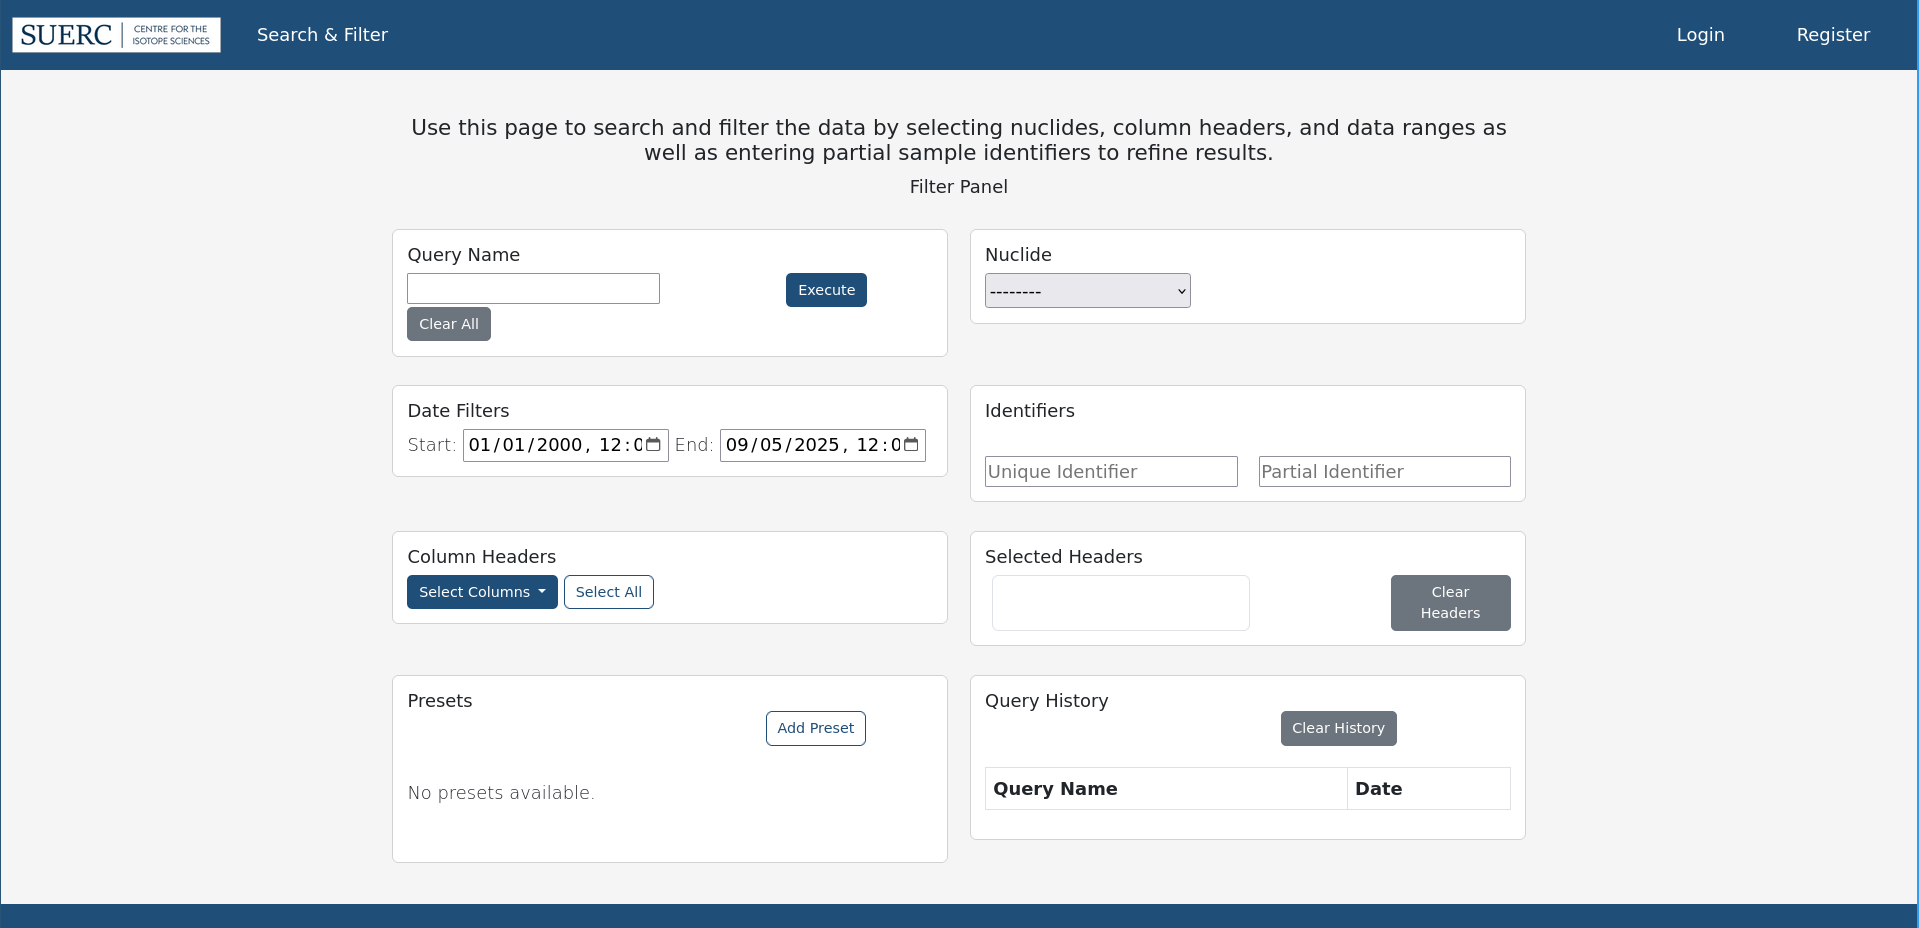 SUERC CENTRE FOR THE
ISOTOPE SCIENCES
Search & Filter
Login
Register
Use this page to search and filter the data by selecting nuclides, column headers, and data ranges as
well as entering partial sample identifiers to refine results.
Filter Panel
Query Name
Execute
Clear All
Nuclide
--------
Date Filters
Start: 01/01/2000, 12:0 End: 09/05/2025, 12:0
Identifiers
Unique Identifier
Partial Identifier
Column Headers
Select Columns
Select All
Selected Headers
Clear
Headers
Presets
Add Preset
No presets available.
Query History
Clear History
Query Name
Date